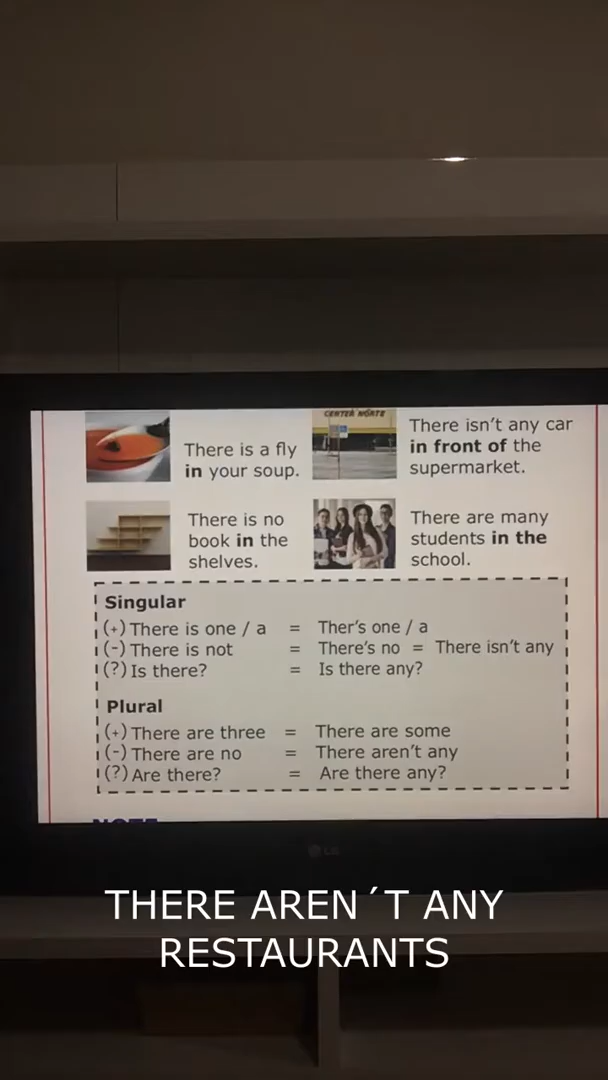 There is a fly
in your soup.
CENTER NORTE
There isn't any car
in front of the
supermarket.
There is no
book in the
shelves.
There are many
students in the
school.
Singular
(+) There is one / a = Ther's one / a
(-) There is not = There's no = There isn't any
(?) Is there? = Is there any?
Plural
(+) There are three = There are some
(-) There are no = There aren't any
(?) Are there? = Are there any?
NOTE
LG
THERE AREN´T ANY
RESTAURANTS